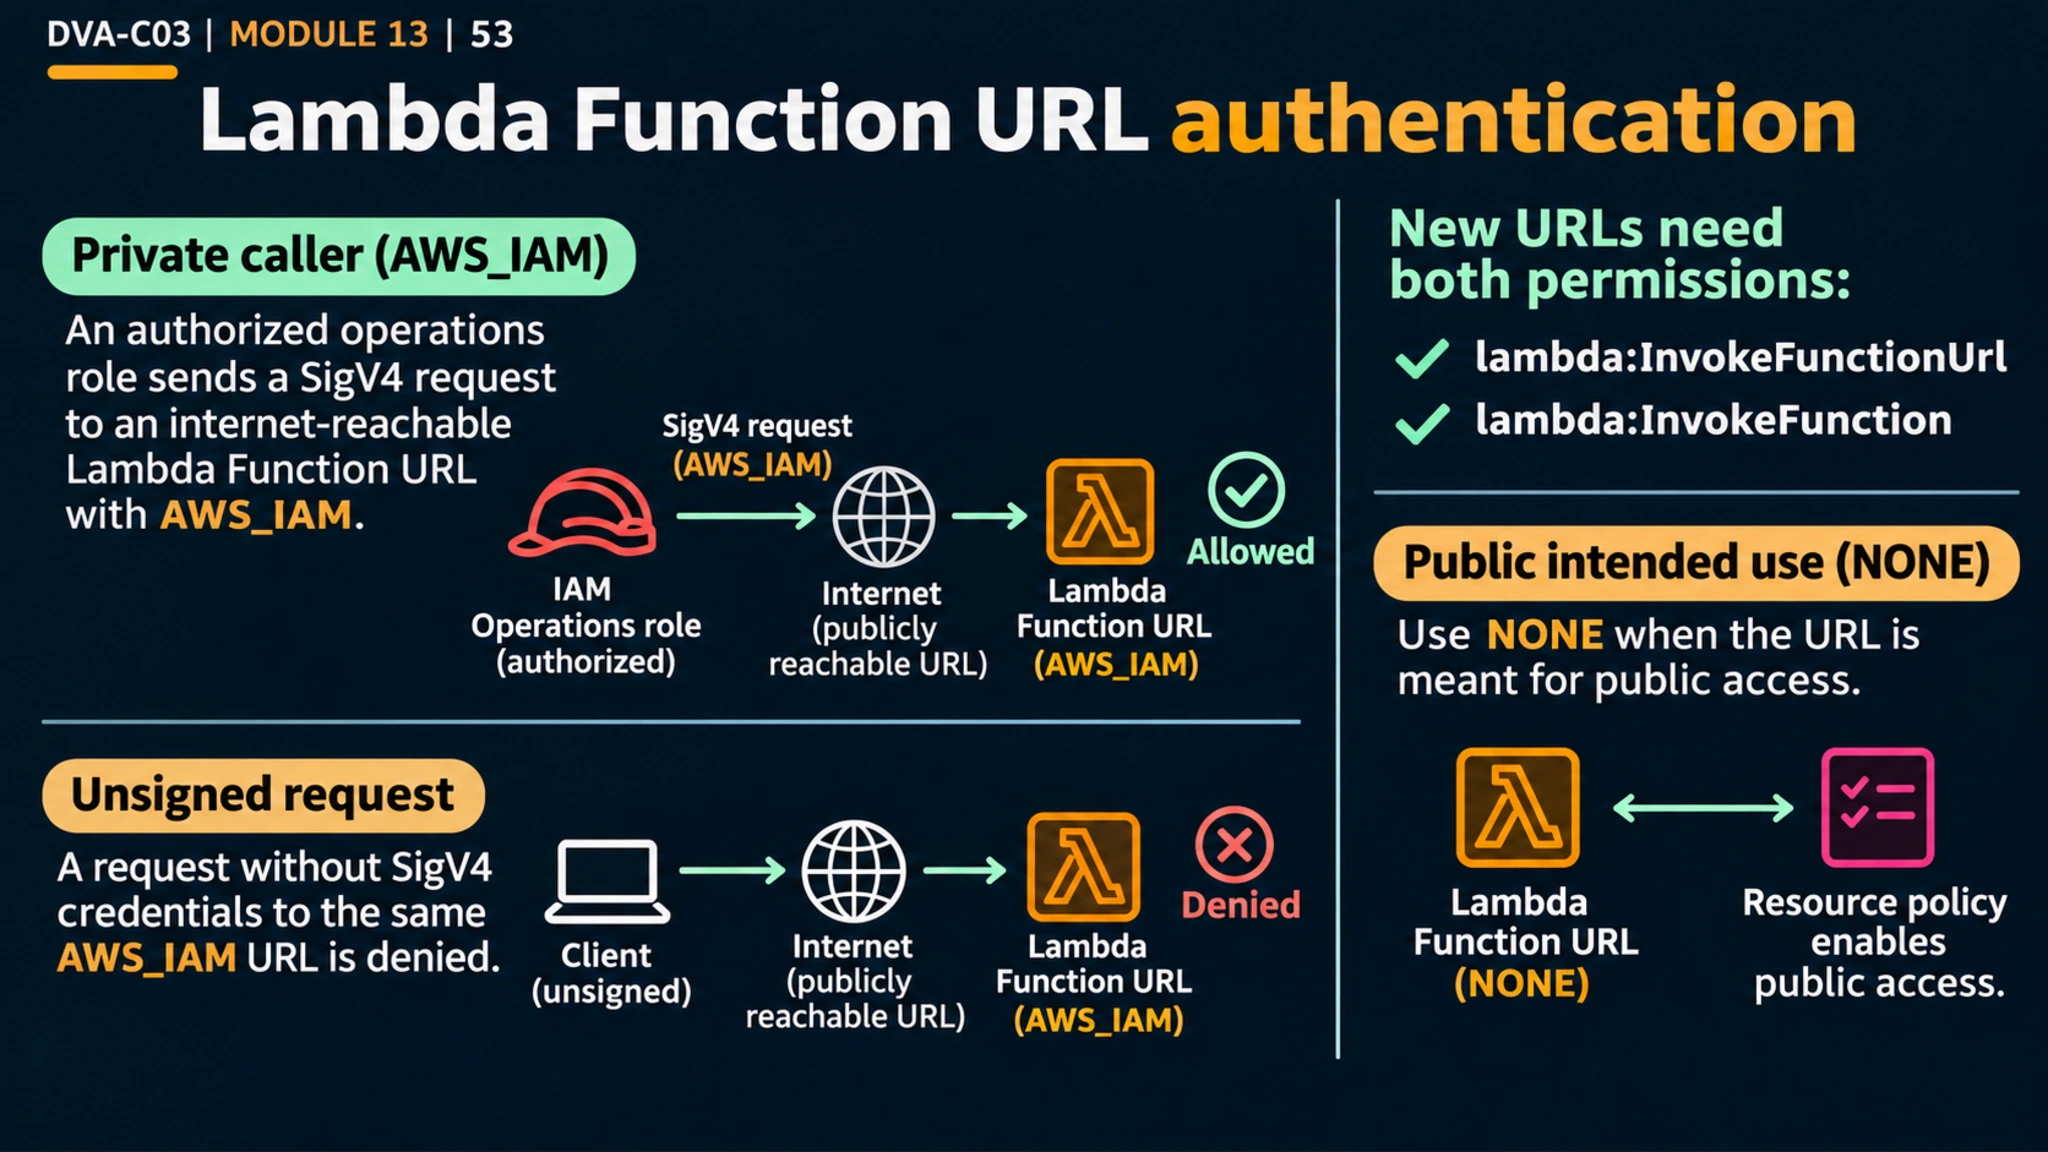 DVA-C03 | MODULE 13 | 53
Lambda Function URL authentication
Private caller (AWS_IAM)
An authorized operations
role sends a SigV4 request
to an internet-reachable
Lambda Function URL
with AWS_IAM.
SigV4 request
(AWS_IAM)
IAM
Operations role
(authorized)
Internet
(publicly
reachable URL)
Lambda
Function URL
(AWS_IAM)
Allowed
Unsigned request
A request without SigV4
credentials to the same
AWS_IAM URL is denied.
Client
(unsigned)
Internet
(publicly
reachable URL)
Lambda
Function URL
(AWS_IAM)
Denied
New URLs need
both permissions:
lambda:InvokeFunctionUrl
lambda:InvokeFunction
Public intended use (NONE)
Use NONE when the URL is
meant for public access.
Lambda
Function URL
(NONE)
Resource policy
enables
public access.